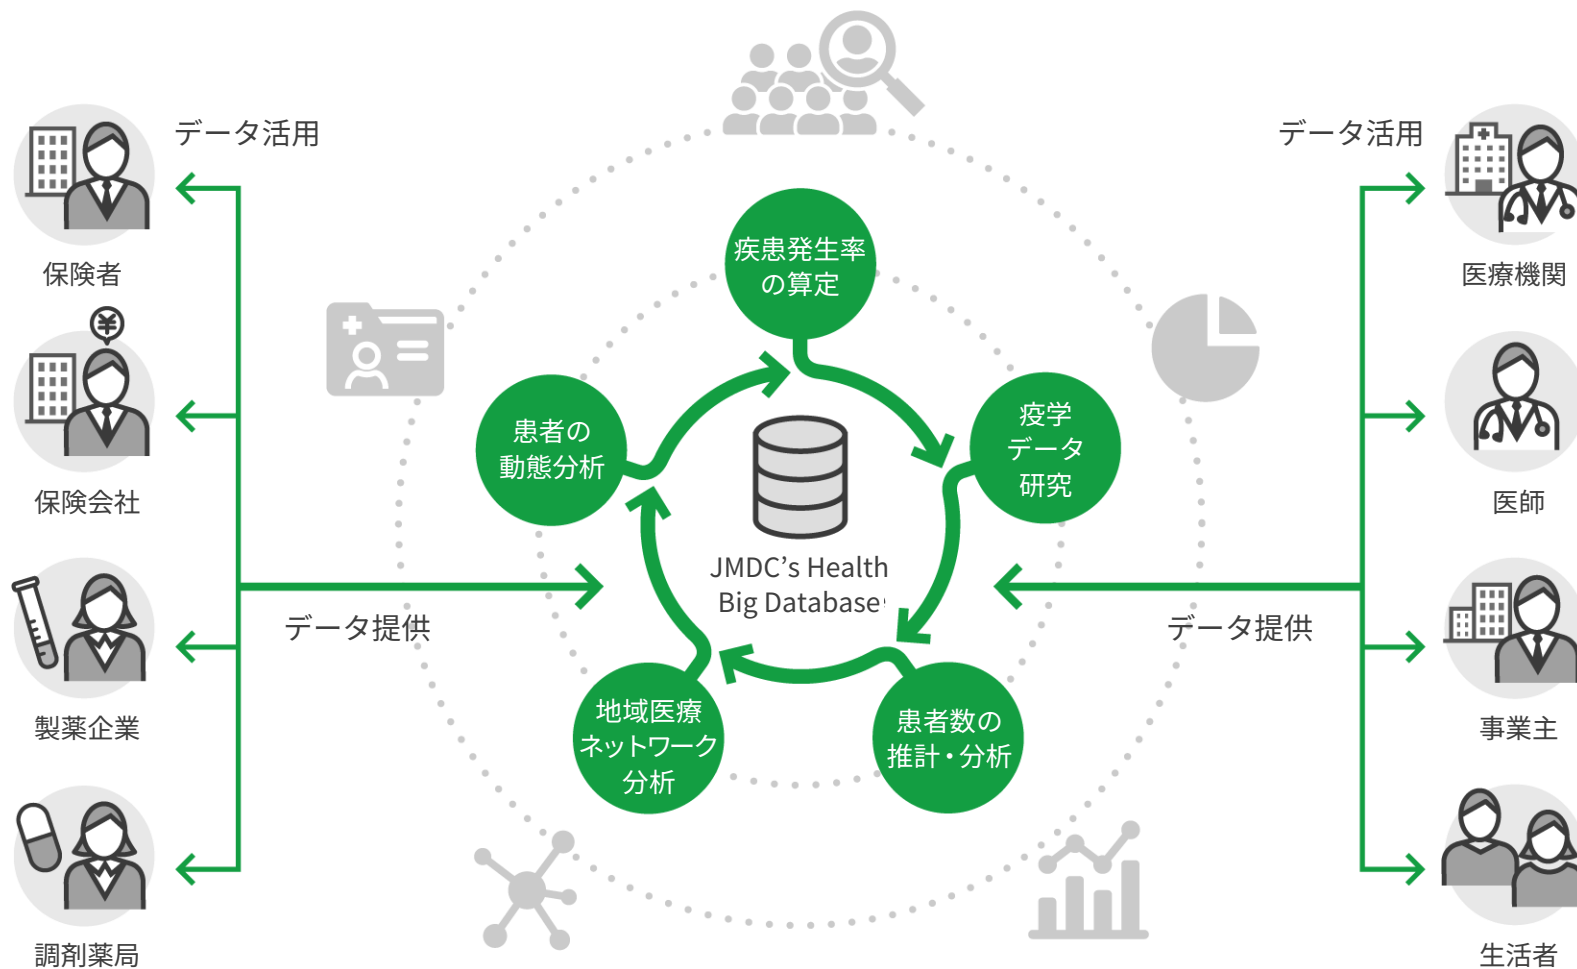 データ活用
保険者
保険会社
製薬企業
調剤薬局
データ提供
疾患発生率
の算定
疫学
データ
研究
患者数の
推計・分析
地域医療
ネットワーク
分析
患者の
動態分析
JMDC's Health
Big Database
データ活用
医療機関
医師
事業主
生活者
データ提供
¥